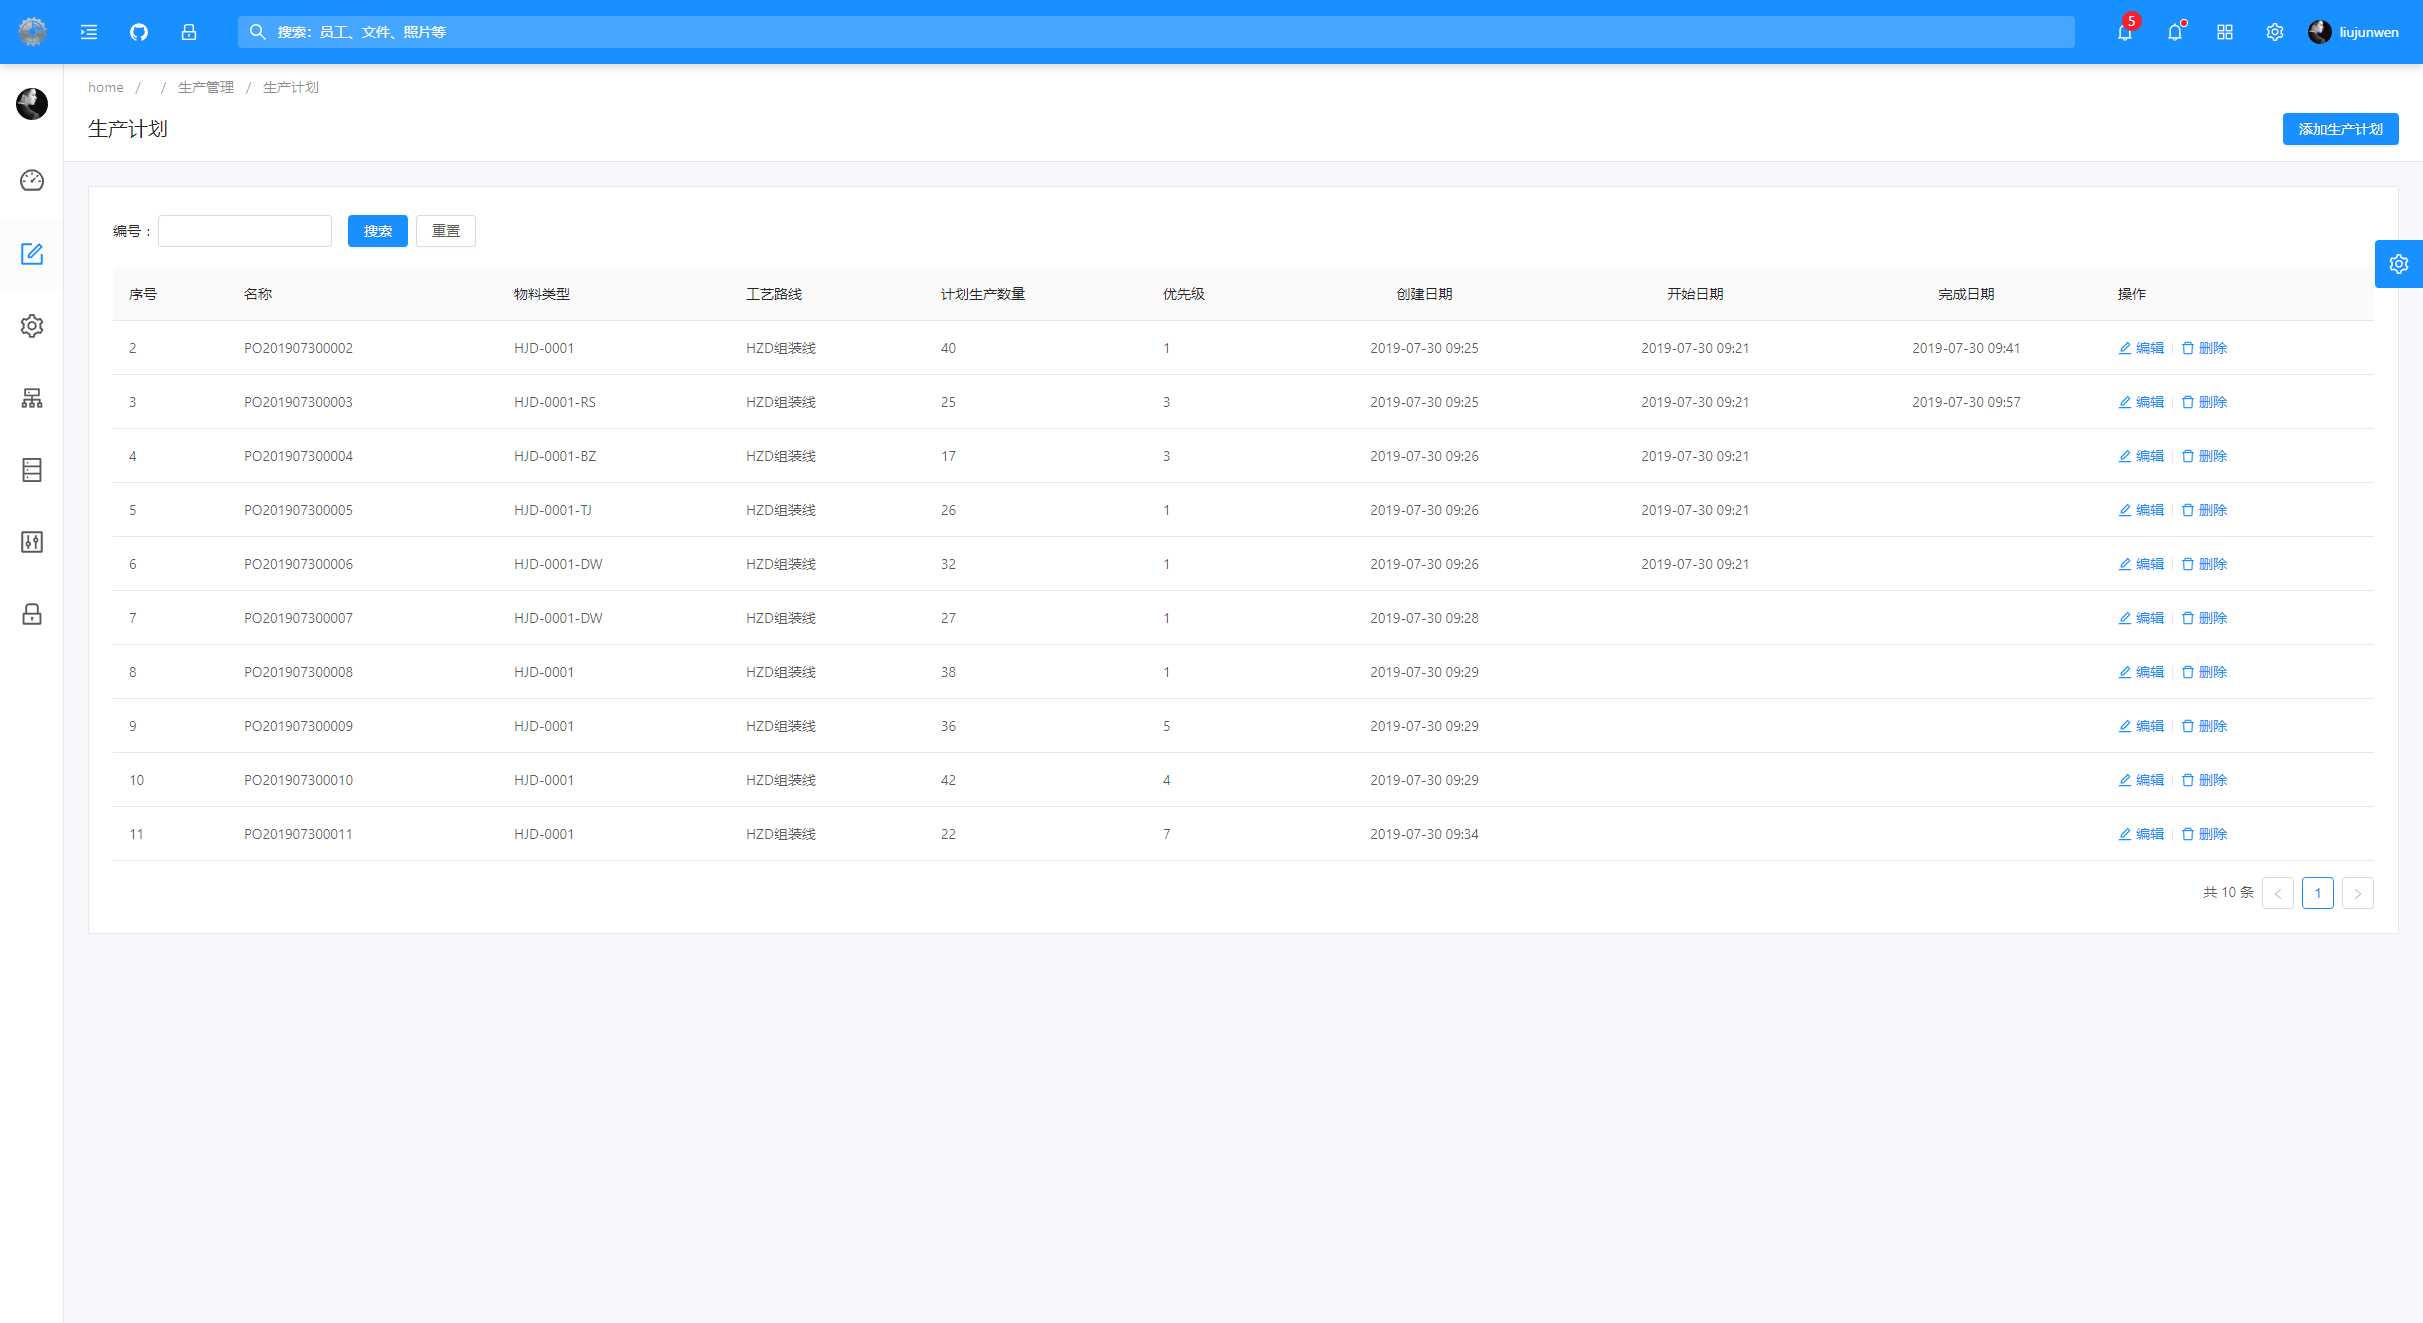 搜索：员工、文件、照片等 5 liujunwen
home / / 生产管理 / 生产计划
生产计划 添加生产计划
编号： 搜索 重置
序号 名称 物料类型 工艺路线 计划生产数量 优先级 创建日期 开始日期 完成日期 操作
2 PO201907300002 HJD-0001 HZD组装线 40 1 2019-07-30 09:25 2019-07-30 09:21 2019-07-30 09:41 编辑 删除
3 PO201907300003 HJD-0001-RS HZD组装线 25 3 2019-07-30 09:25 2019-07-30 09:21 2019-07-30 09:57 编辑 删除
4 PO201907300004 HJD-0001-BZ HZD组装线 17 3 2019-07-30 09:26 2019-07-30 09:21 编辑 删除
5 PO201907300005 HJD-0001-TJ HZD组装线 26 1 2019-07-30 09:26 2019-07-30 09:21 编辑 删除
6 PO201907300006 HJD-0001-DW HZD组装线 32 1 2019-07-30 09:26 2019-07-30 09:21 编辑 删除
7 PO201907300007 HJD-0001-DW HZD组装线 27 1 2019-07-30 09:28 编辑 删除
8 PO201907300008 HJD-0001 HZD组装线 38 1 2019-07-30 09:29 编辑 删除
9 PO201907300009 HJD-0001 HZD组装线 36 5 2019-07-30 09:29 编辑 删除
10 PO201907300010 HJD-0001 HZD组装线 42 4 2019-07-30 09:29 编辑 删除
11 PO201907300011 HJD-0001 HZD组装线 22 7 2019-07-30 09:34 编辑 删除
共 10 条 < 1 >